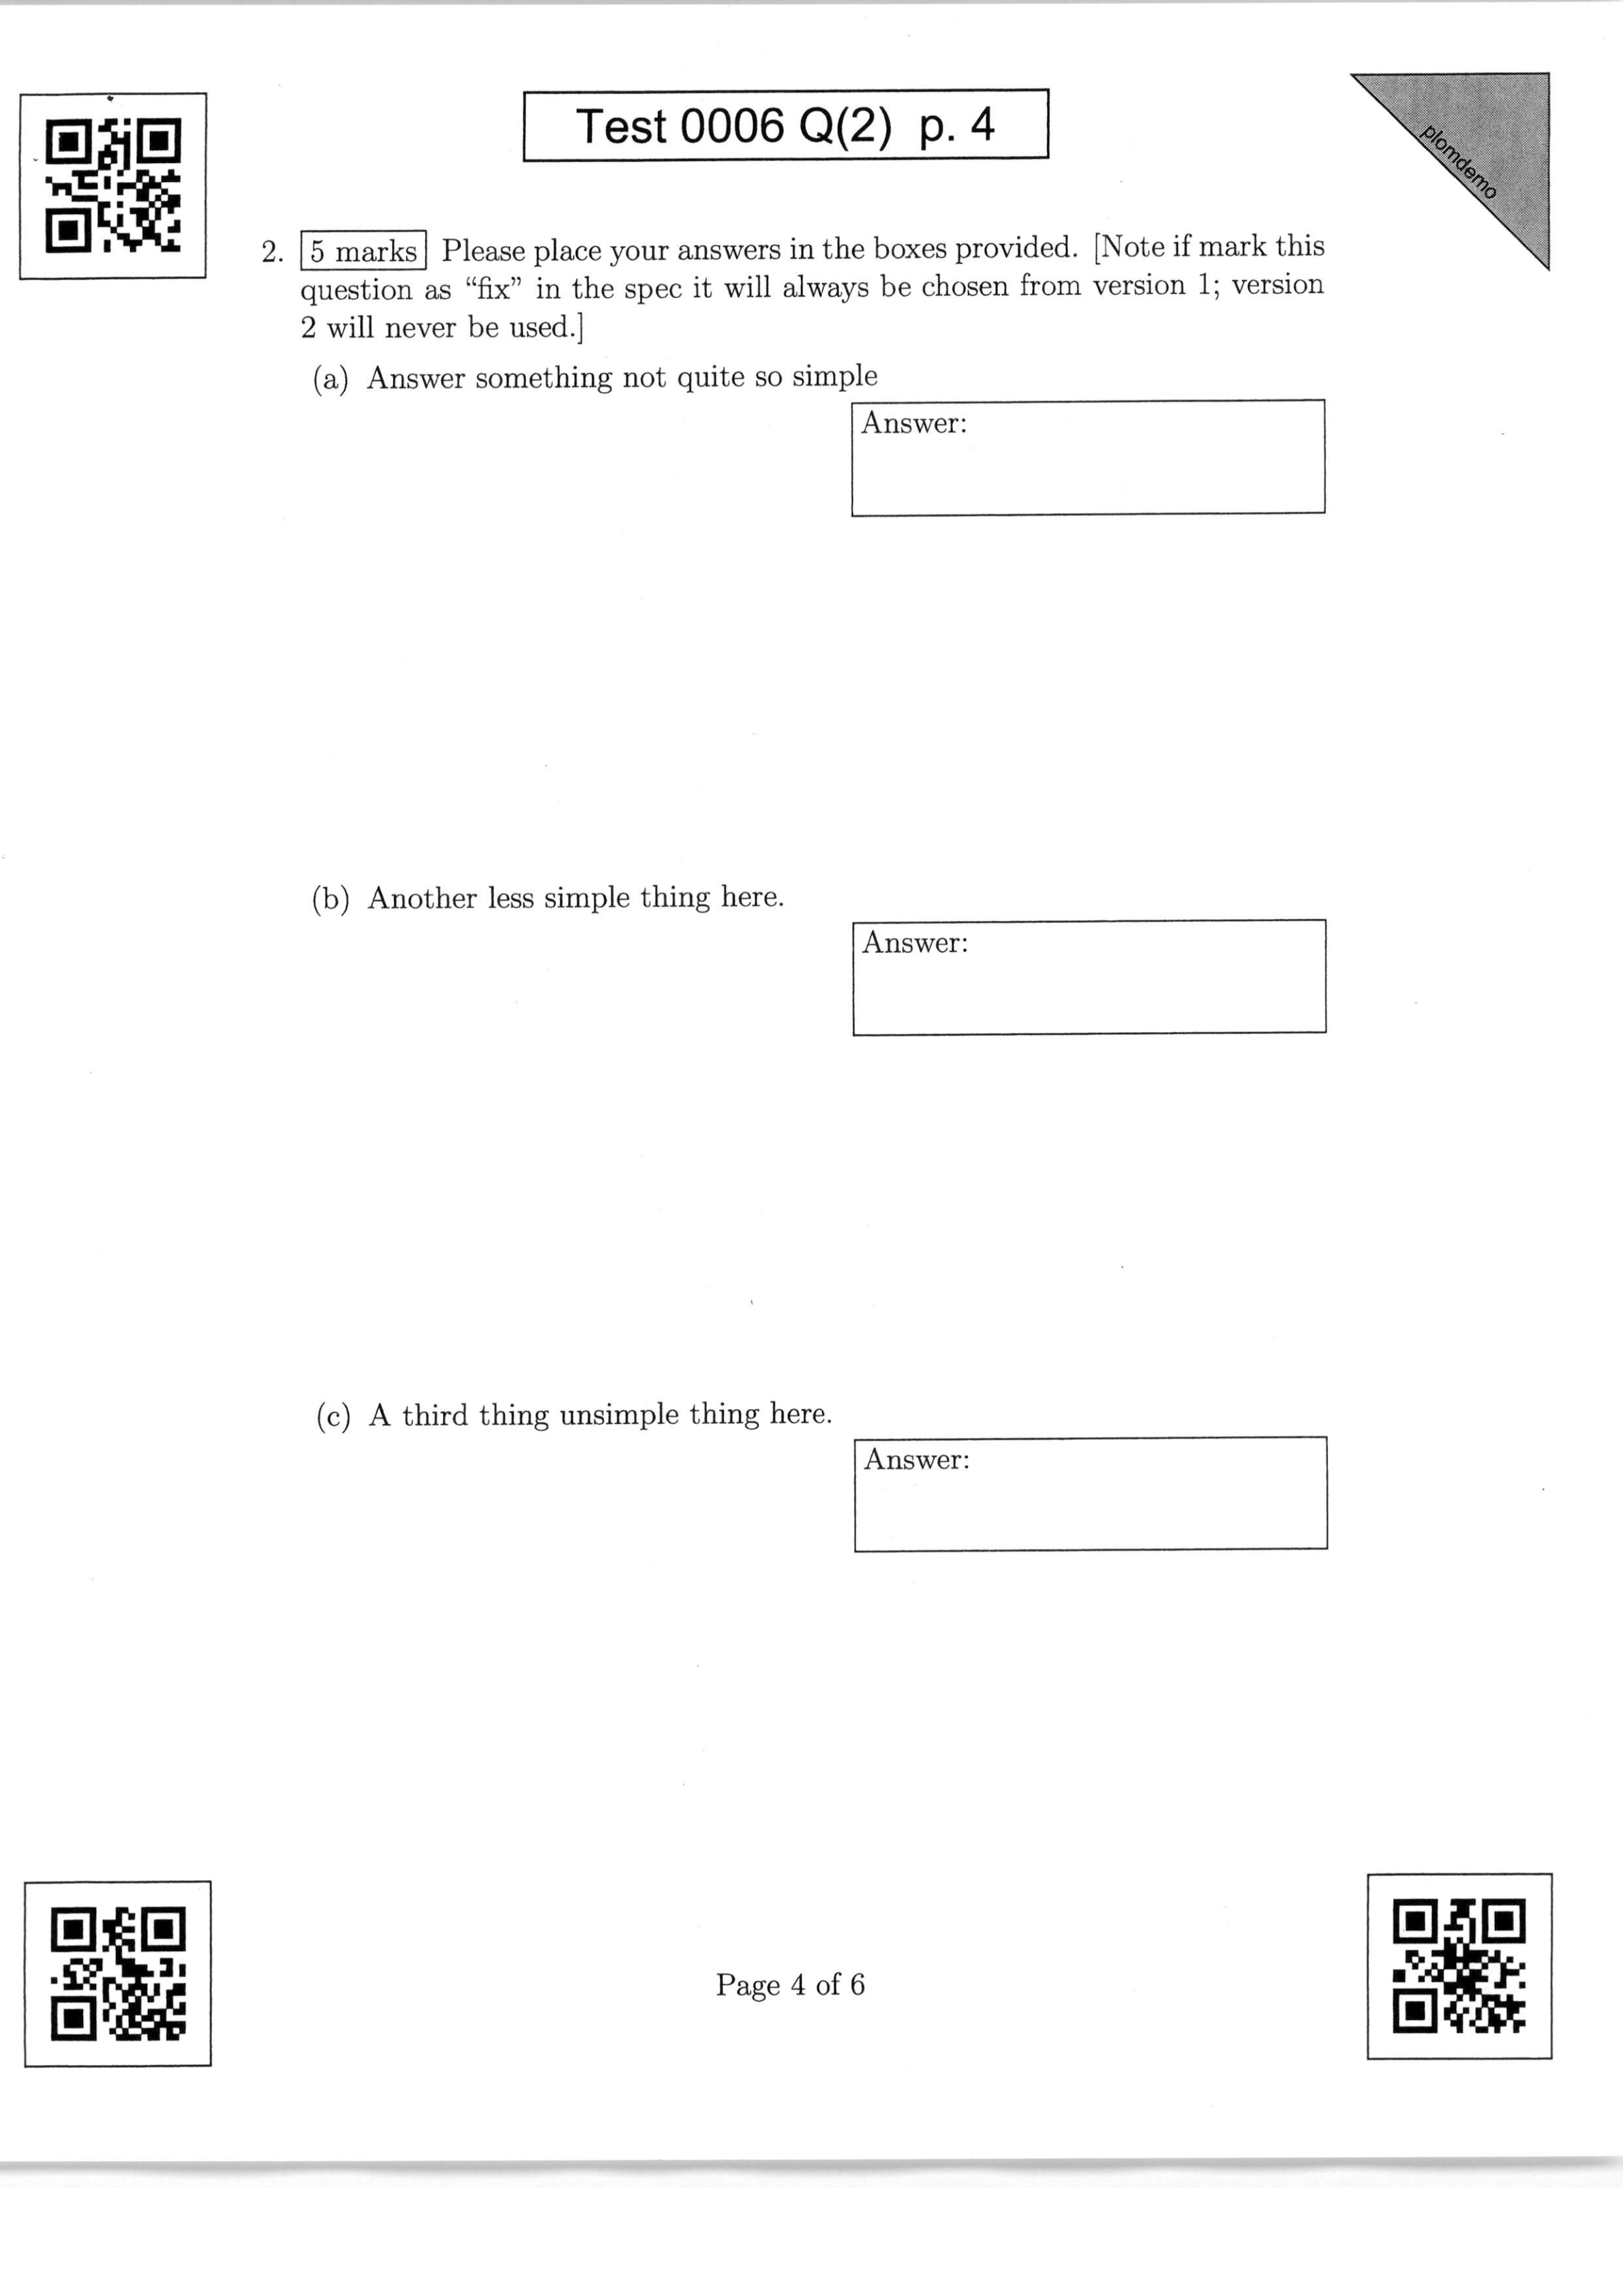 Test 0006 Q(2) p. 4
plomdemo
2. 5 marks Please place your answers in the boxes provided. [Note if mark this
question as “fix” in the spec it will always be chosen from version 1; version
2 will never be used.]
(a) Answer something not quite so simple
Answer:
(b) Another less simple thing here.
Answer:
(c) A third thing unsimple thing here.
Answer:
Page 4 of 6